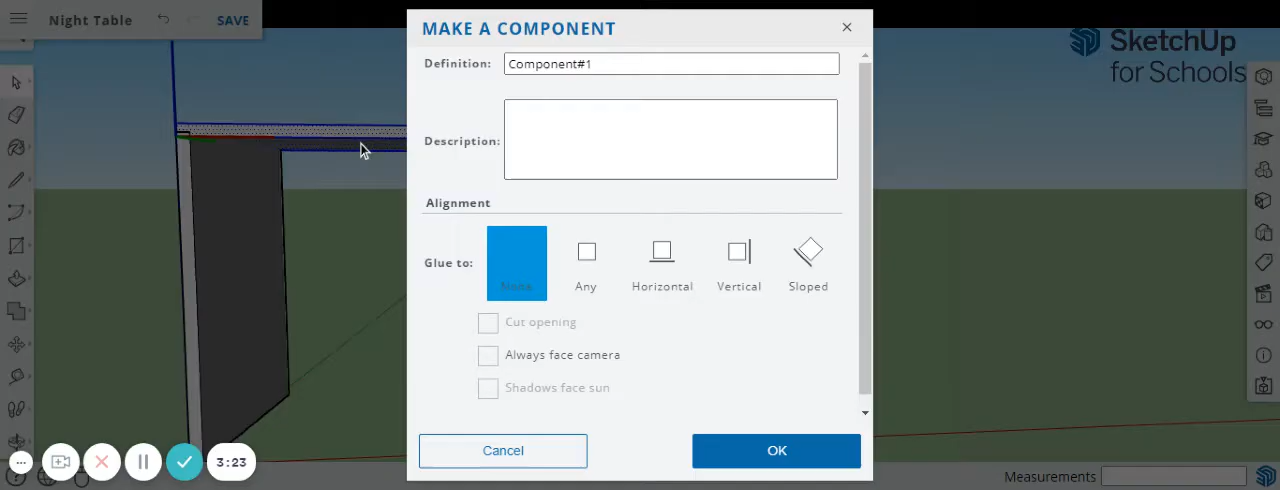 Night Table
SAVE
MAKE A COMPONENT
Definition:
Component#1
Description:
Alignment
Glue to:
None
Any
Horizontal
Vertical
Sloped
Cut opening
Always face camera
Shadows face sun
Cancel
OK
SketchUp
for Schools
3:23
Measurements